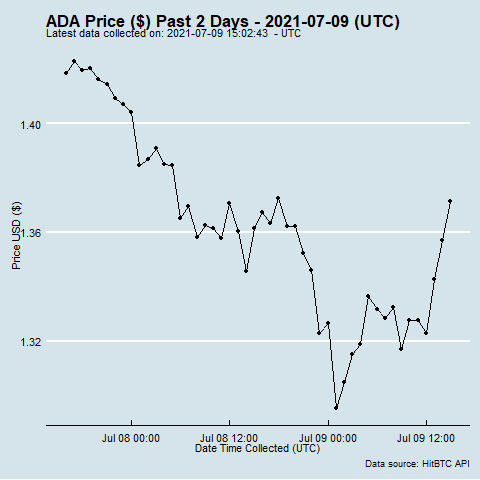 ADA Price ($) Past 2 Days - 2021-07-09 (UTC)
Latest data collected on: 2021-07-09 15:02:43 - UTC
1.40
1.36
1.32
Price USD ($)
Jul 08 00:00 Jul 08 12:00 Jul 09 00:00 Jul 09 12:00
Date Time Collected (UTC)
Data source: HitBTC API